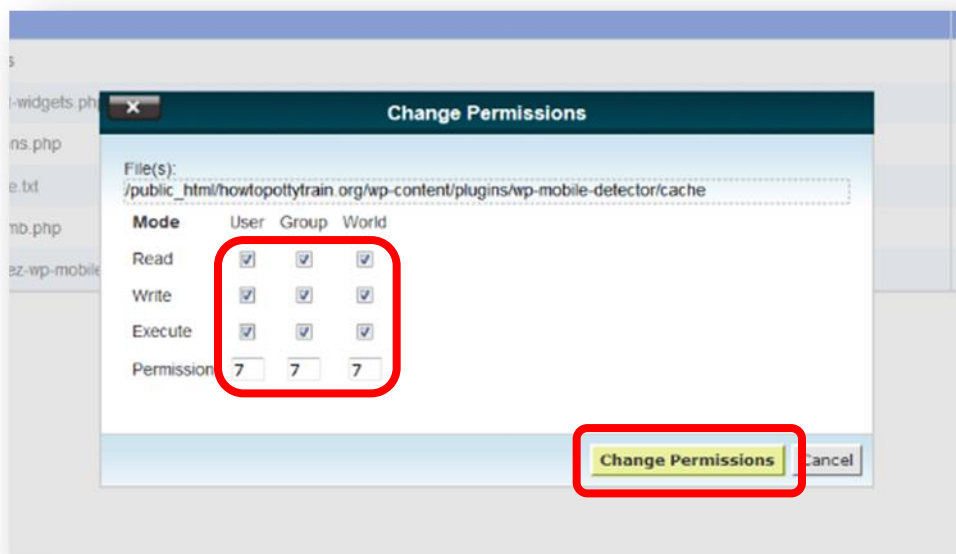 s
-widgets.php
ns.php
e.txt
mb.php
ez-wp-mobile
x
Change Permissions
File(s):
/public_html/howtopottytrain.org/wp-content/plugins/wp-mobile-detector/cache
Mode User Group World
Read
Write
Execute
Permission 7 7 7
Change Permissions Cancel